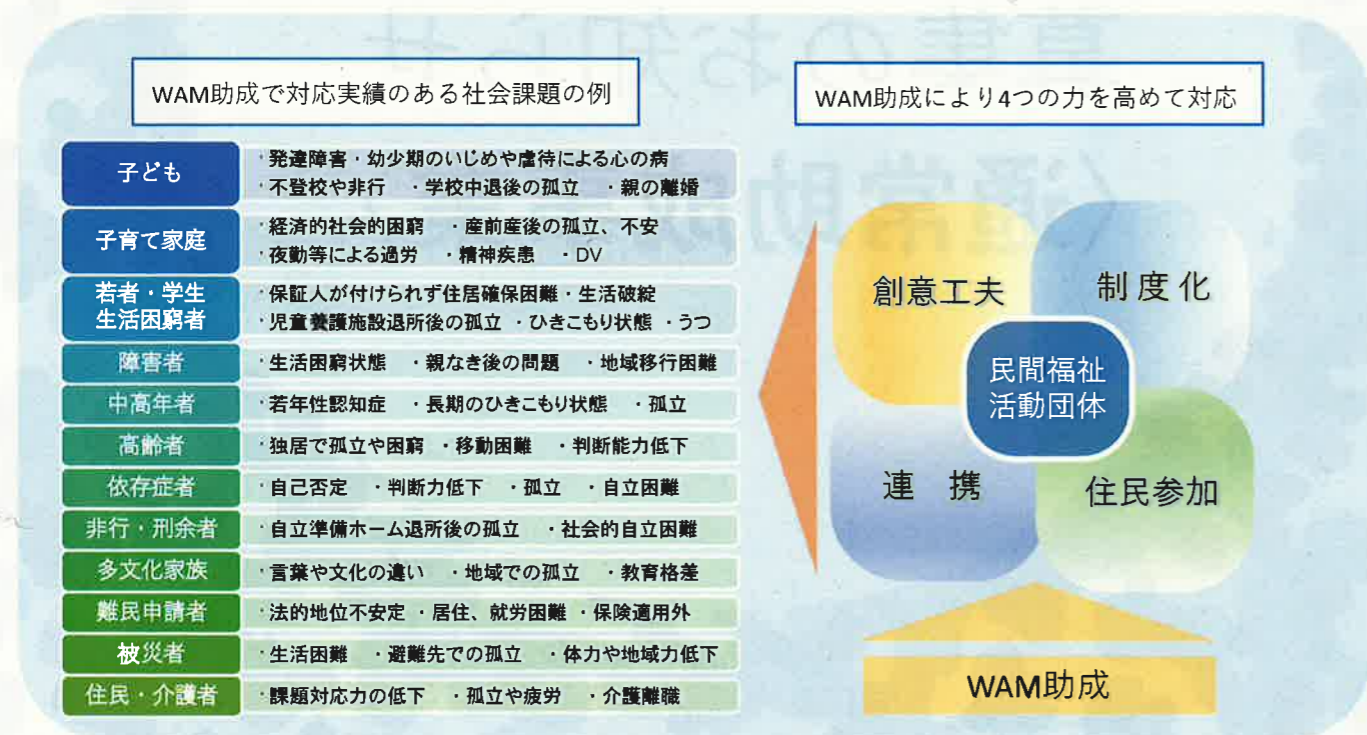 WAM助成で対応実績のある社会課題の例
子ども
・発達障害・幼少期のいじめや虐待による心の病
・不登校や非行 ・学校中退後の孤立 ・親の離婚
子育て家庭
・経済的社会的困窮 ・産前産後の孤立、不安
・夜勤等による過労 ・精神疾患 ・DV
若者・学生
生活困窮者
・保証人が付けられず住居確保困難・生活破綻
・児童養護施設退所後の孤立 ・ひきこもり状態 ・うつ
障害者
・生活困窮状態 ・親なき後の問題 ・地域移行困難
中高年者
・若年性認知症 ・長期のひきこもり状態 ・孤立
高齢者
・独居で孤立や困窮 ・移動困難 ・判断能力低下
依存症者
・自己否定 ・判断力低下 ・孤立 ・自立困難
非行・刑余者
・自立準備ホーム退所後の孤立 ・社会的自立困難
多文化家族
・言葉や文化の違い ・地域での孤立 ・教育格差
難民申請者
・法的地位不安定 ・居住、就労困難 ・保険適用外
被災者
・生活困難 ・避難先での孤立 ・体力や地域力低下
住民・介護者
・課題対応力の低下 ・孤立や疲労 ・介護離職
WAM助成により4つの力を高めて対応
創意工夫
制度化
民間福祉
活動団体
連 携
住民参加
WAM助成